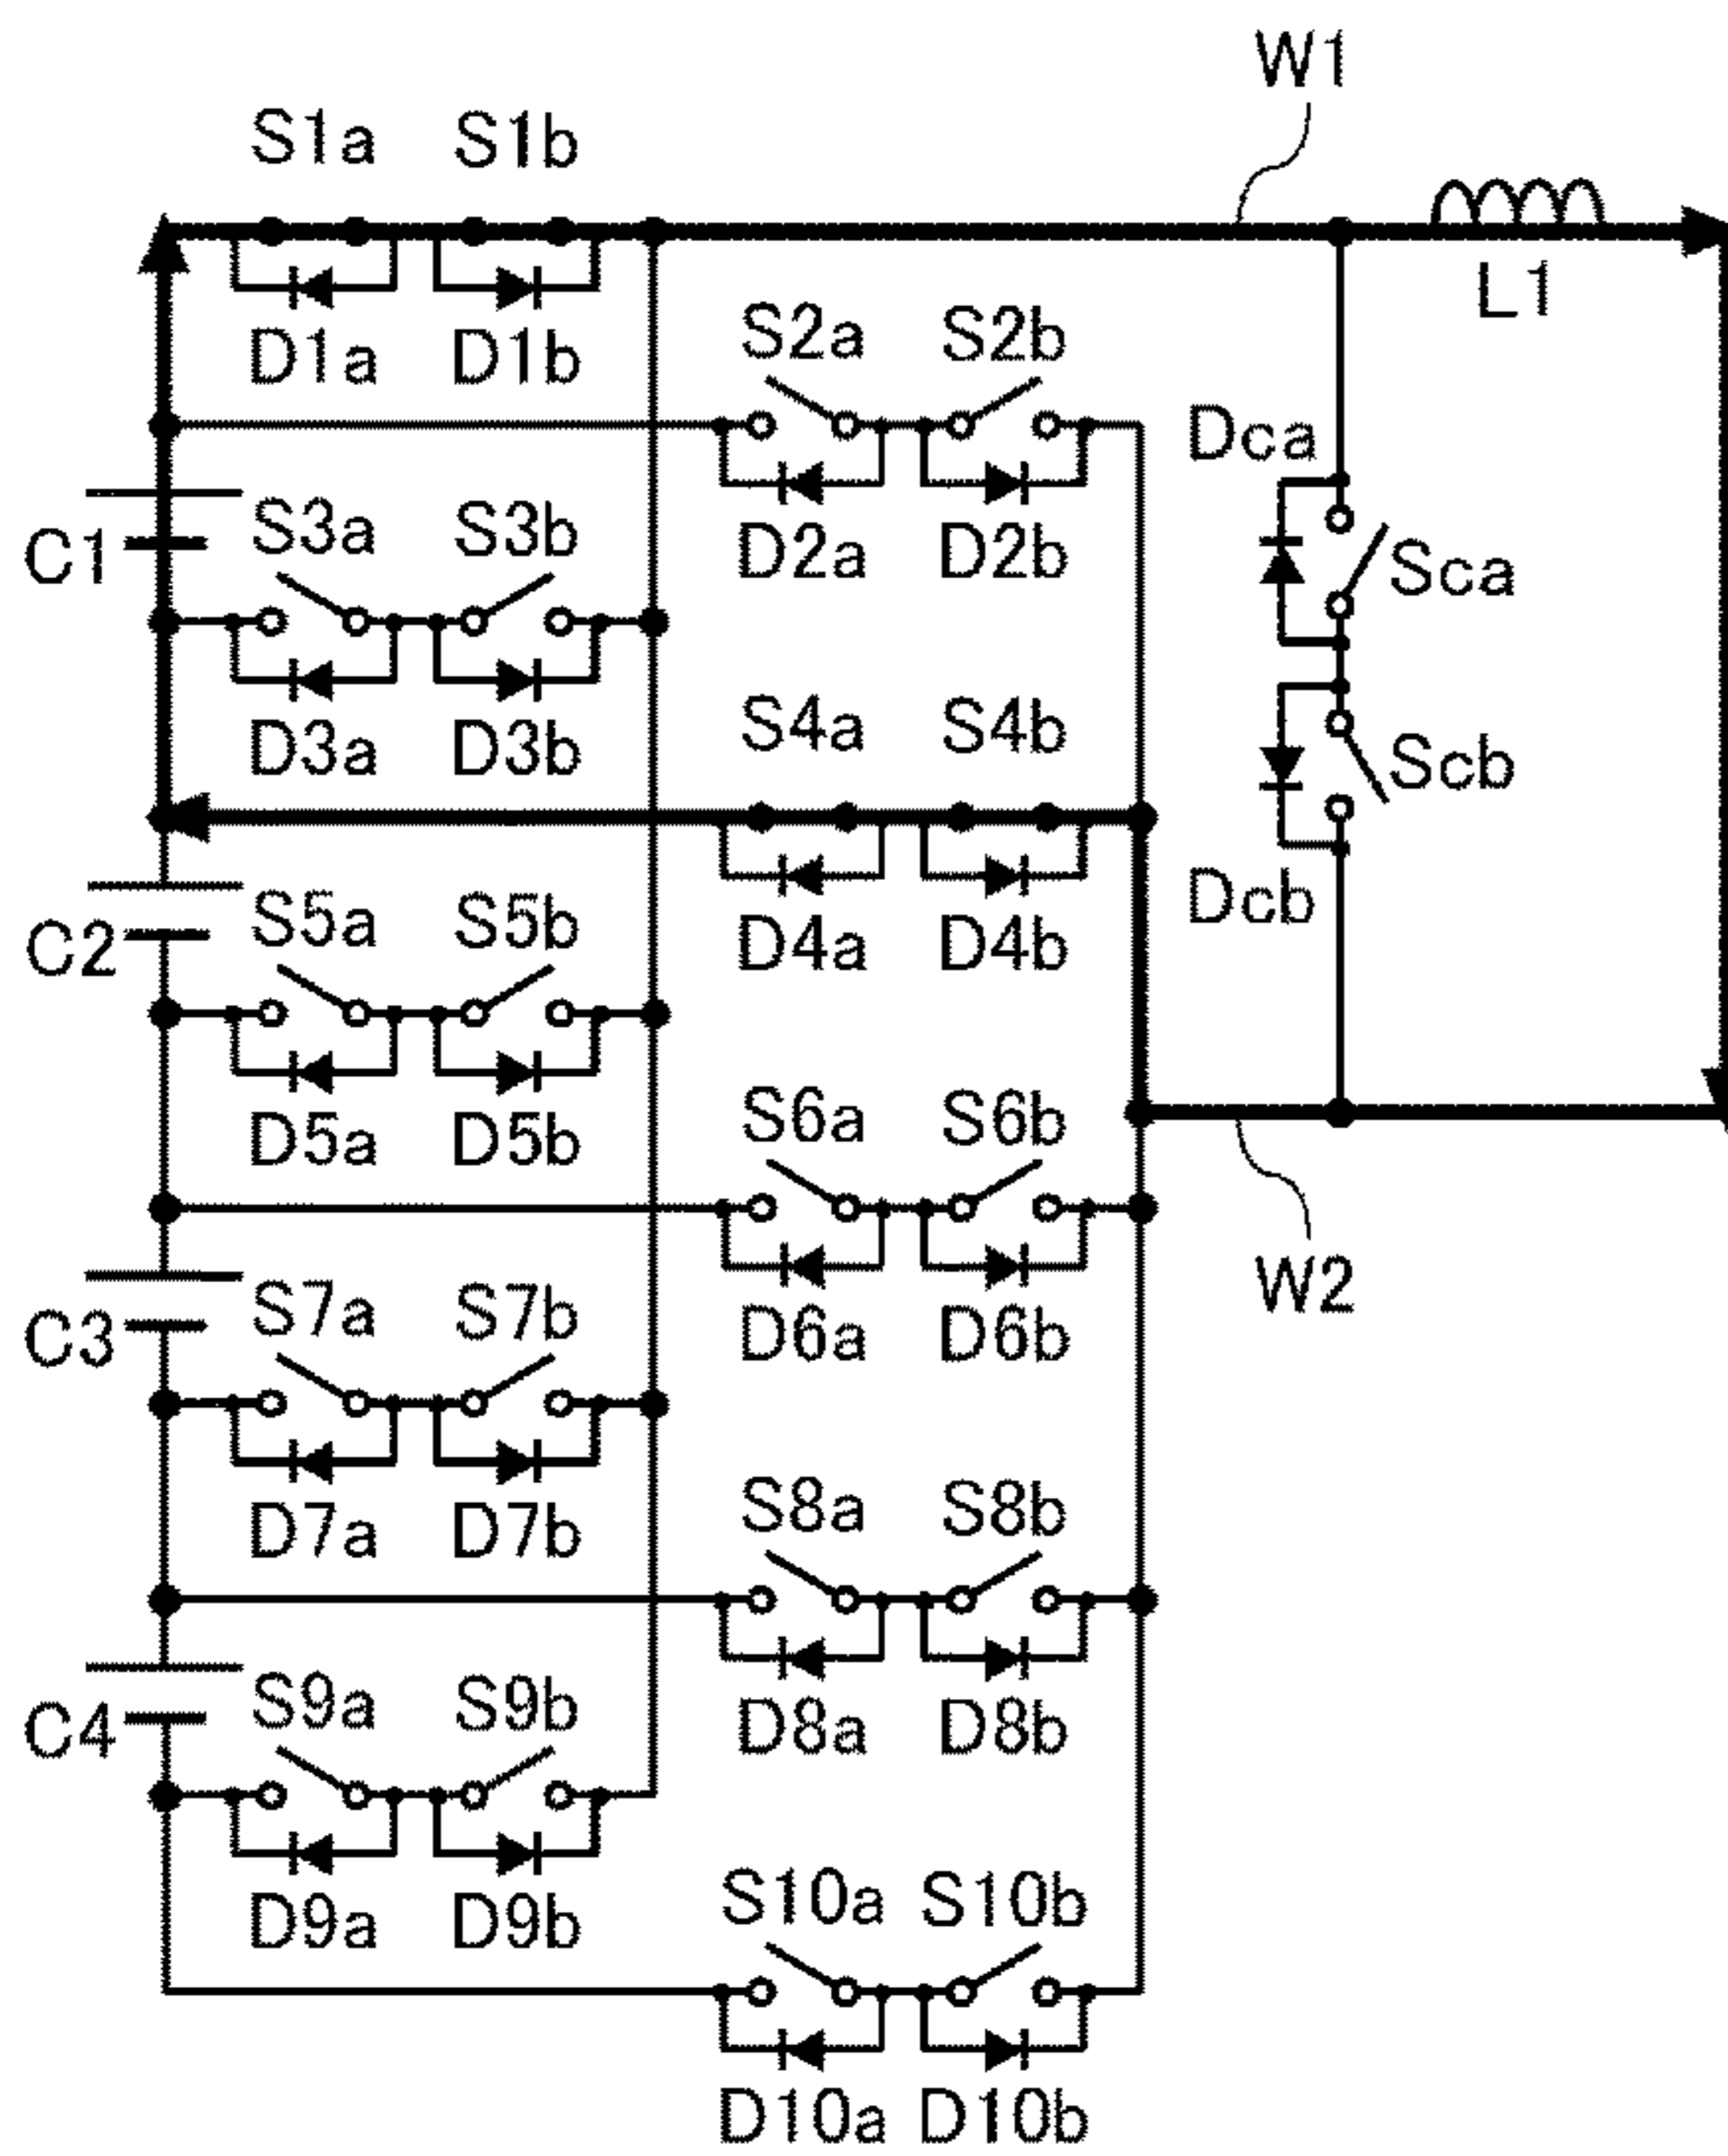 W1
S1a S1b
L1
D1a D1b
S2a S2b
Dca
C1
S3a S3b
D2a D2b
Sca
D3a D3b
S4a S4b
Scb
Dcb
C2
S5a S5b
D4a D4b
D5a D5b
S6a S6b
W2
C3
S7a S7b
D6a D6b
D7a D7b
S8a S8b
C4
S9a S9b
D8a D8b
D9a D9b
S10a S10b
D10a D10b